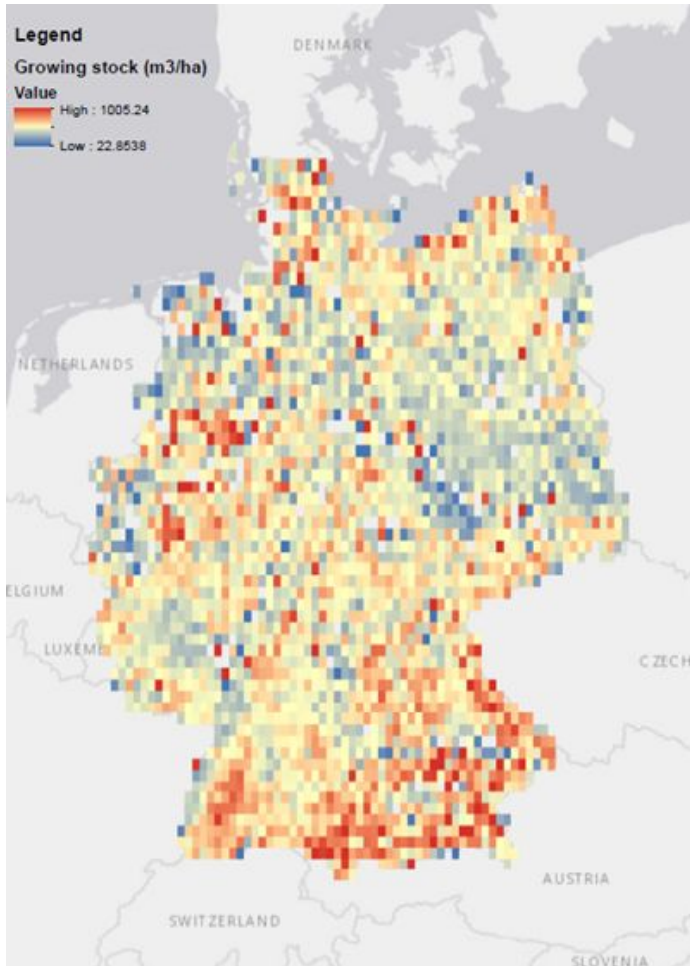 Legend
DENMARK
Growing stock (m3/ha)
Value
High : 1005.24
Low : 22.8538
NETHERLANDS
ELGIUM
LUXEME
CZECH
AUSTRIA
SWITZERLAND
SLOVENIA